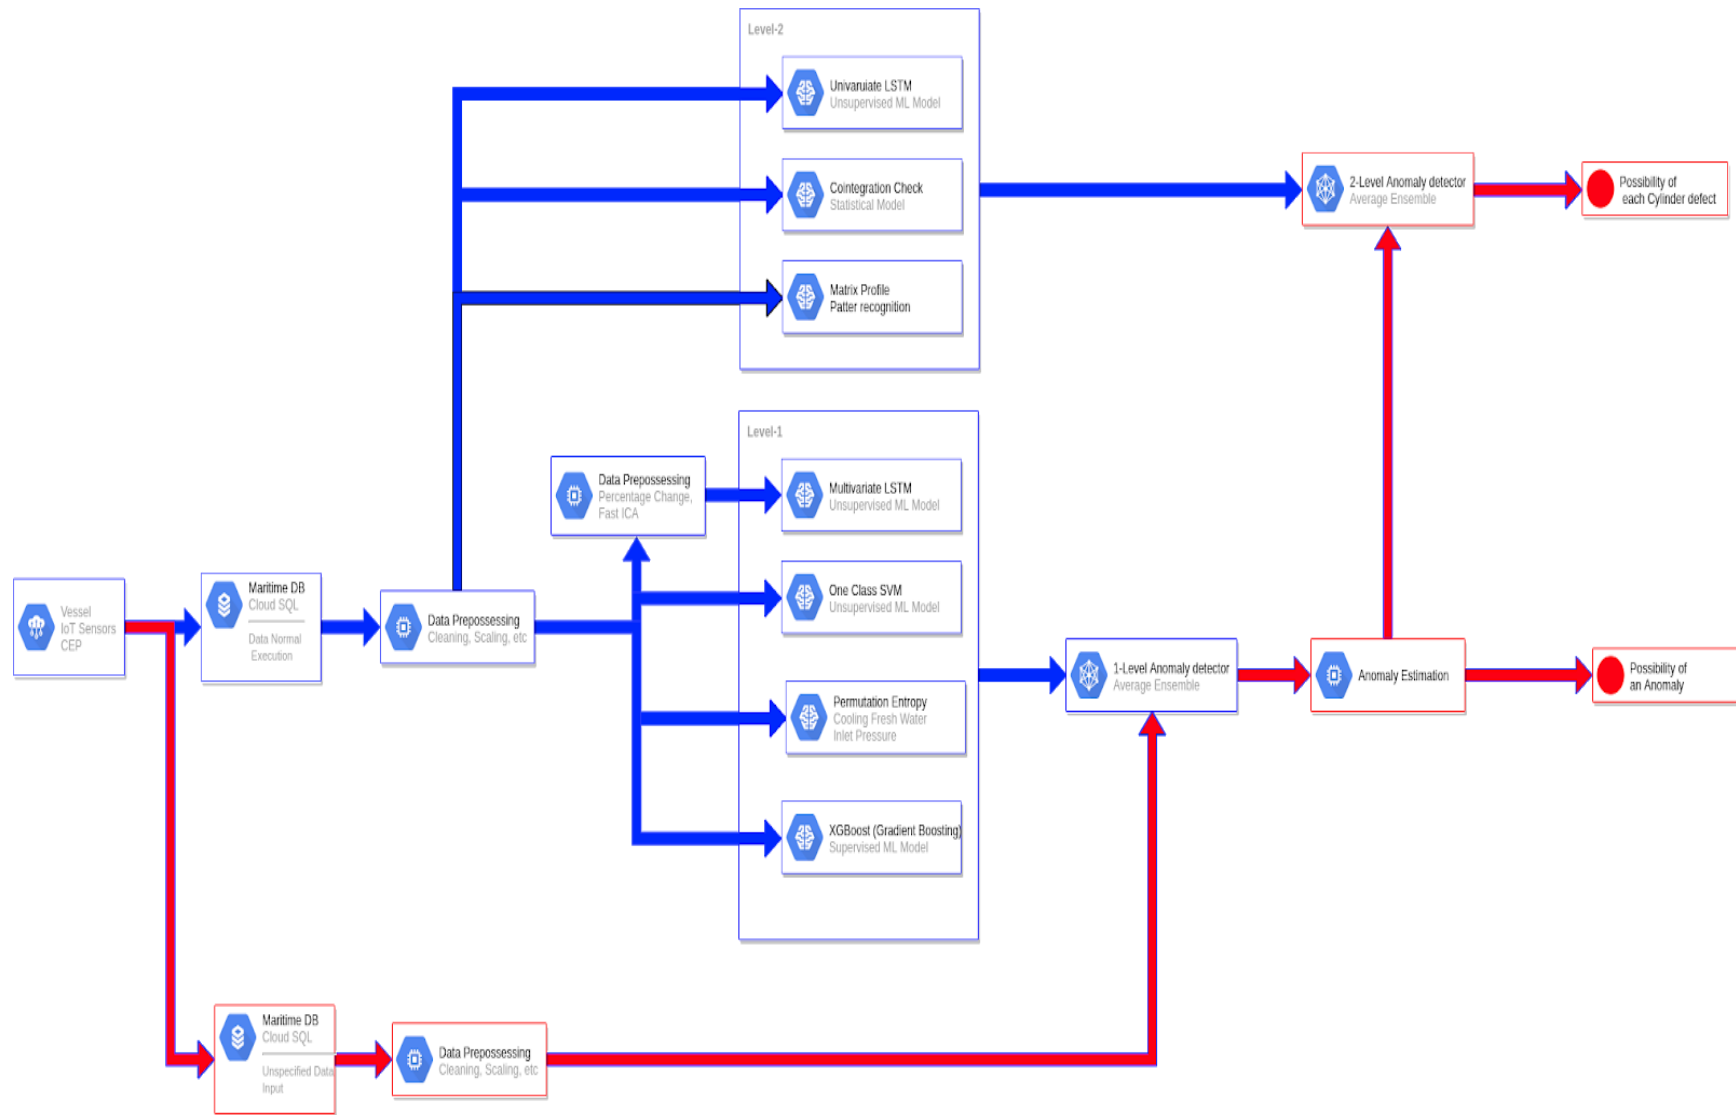 Level-2
Univaruiate LSTM
Unsupervised ML Model
Cointegration Check
Statistical Model
Matrix Profile
Patter recognition
2-Level Anomaly detector
Average Ensemble
Possibility of
each Cylinder defect
Level-1
Data Prepossessing
Percentage Change,
Fast ICA
Multivariate LSTM
Unsupervised ML Model
One Class SVM
Unsupervised ML Model
Vessel
IoT Sensors
CEP
Maritime DB
Cloud SQL
Data Normal
Execution
Data Prepossessing
Cleaning, Scaling, etc
Permutation Entropy
Cooling Fresh Water
Inlet Pressure
XGBoost (Gradient Boosting)
Supervised ML Model
1-Level Anomaly detector
Average Ensemble
Anomaly Estimation
Possibility of
an Anomaly
Maritime DB
Cloud SQL
Unspecified Data
Input
Data Prepossessing
Cleaning, Scaling, etc